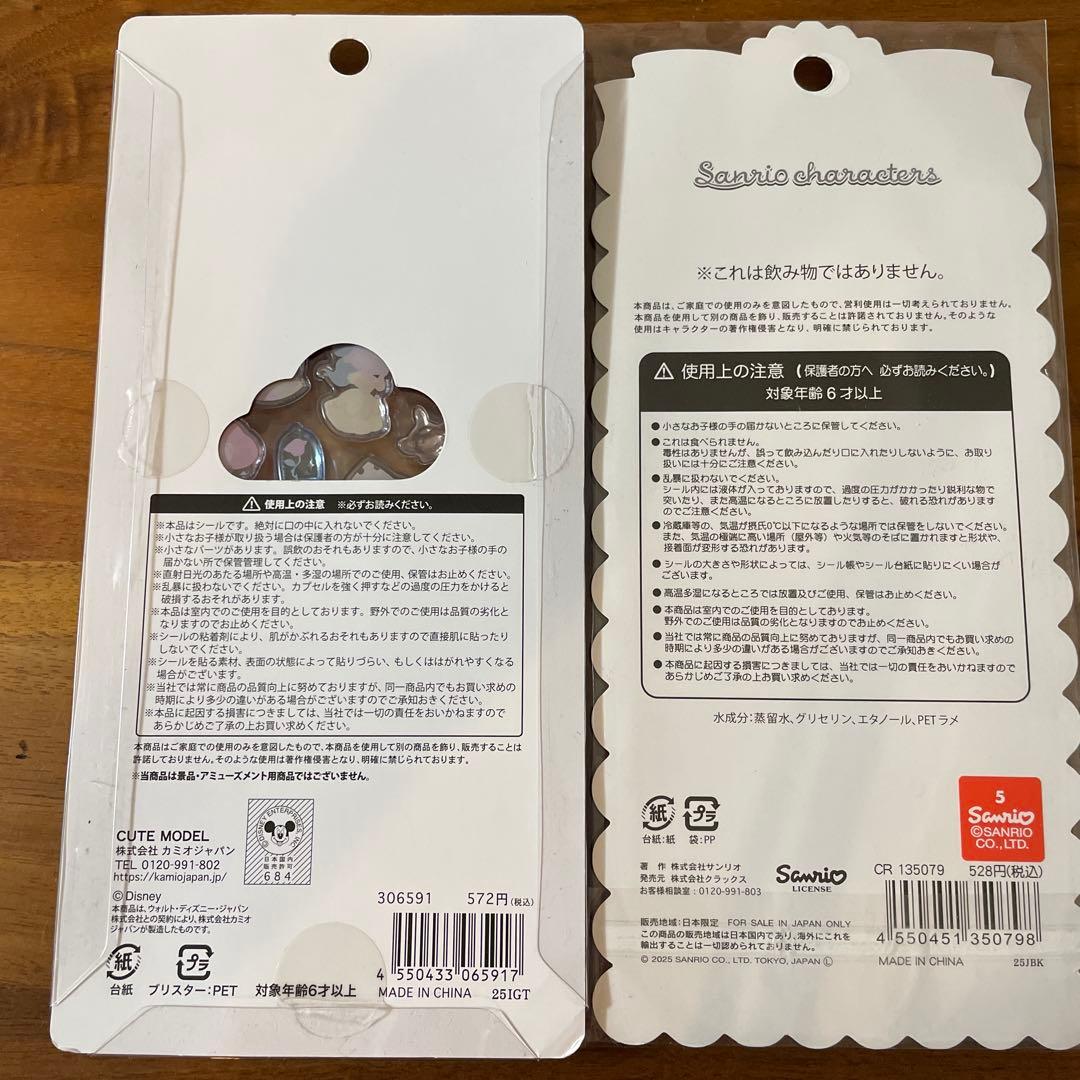 ⚠ 使用上の注意 ※必ずお読みください。
※本品はシールです。絶対に口の中に入れないでください。
※小さなお子様が取り扱う場合は保護者の方が十分に注意してください。
※小さなパーツがあります。誤飲のおそれもありますので、小さなお子様の手の
届かない所で保管管理してください。
※直射日光のあたる場所や高温・多湿の場所でのご使用、保管はお止めください。
※乱暴に扱わないでください。カプセルを強く押すなどの過度の圧力をかけると
破損するおそれがあります。
※本品は室内でのご使用を目的としております。野外でのご使用は品質の劣化と
なりますのでお止めください。
※シールの粘着剤により、肌がかぶれるおそれもありますので直接肌に貼ったり
しないでください。
※シールを貼る素材、表面の状態によって貼りづらい、もしくははがれやすくなる
場合がございます。
※当社では常に商品の品質向上に努めておりますが、同一商品内でもお買い求めの
時期により多少の違いがある場合がございますのでご承知おきください。
※本品に起因する損害につきましては、当社では一切の責任をおいかねますので
あらかじめご了承の上お買い求めください。
本商品はご家庭での使用のみを意図したもので、本商品を使用して別の商品を飾り、販売することは
許諾しておりません。そのような使用は著作権侵害となり、明確に禁じられております。
※当商品は景品・アミューズメント用商品ではございません。
©DISNEY ENTERPRISES, INC.
日本国内
販売許可
684
CUTE MODEL
株式会社 カミオジャパン
TEL 0120-991-802
https://kamiojapan.jp/
©Disney
本商品は、ウォルト・ディズニー・ジャパン
株式会社との契約により、株式会社カミオ
ジャパンが製造したものです。
306591 572円(税込)
4 550433 065917
紙 プラ
台紙 ブリスター:PET 対象年齢6才以上 MADE IN CHINA 25IGT
Sanrio characters
※これは飲み物ではありません。
本商品は、ご家庭での使用のみを意図したもので、営利使用は一切考えられておりません。
本商品を使用して別の商品を飾り、販売することは許諾されておりません。そのような
使用はキャラクターの著作権侵害となり、明確に禁じられております。
⚠ 使用上の注意 (保護者の方へ 必ずお読みください。)
対象年齢6才以上
●小さなお子様の手の届かないところに保管してください。
●これは食べられません。
毒性はありませんが、誤って飲み込んだり口に入れたりしないように、お取り
扱いには十分にご注意ください。
●乱暴に扱わないでください。
シール内には液体が入っておりますので、過度の圧力がかかったり鋭利な物で
突いたり、また高温になるところに放置したりすると、破れる恐れがあります
のでご注意ください。
●冷蔵庫等の、気温が摂氏0℃以下になるような場所では保管をしないでください。
また、気温の極端に高い場所(屋外等)や火気等のそばに置かれますと形状や、
接着面が変形する恐れがあります。
●シールの大きさや形状によっては、シール帳やシール台紙に貼りにくい場合が
ございます。
●高温多湿になるところでは放置及びご使用、保管はお止めください。
●本商品は室内でのご使用を目的としております。
野外でのご使用は品質の劣化となりますのでお止めください。
●当社では常に商品の品質向上に努めておりますが、同一商品内でもお買い求めの
時期により多少の違いがある場合がございますのでご承知おきください。
●本商品に起因する損害につきましては、当社では一切の責任をおいかねますので
あらかじめご了承の上お買い求めください。
水成分:蒸留水、グリセリン、エタノール、PETラメ
紙 プラ
台紙:紙 袋:PP
5
Sanrio
©SANRIO
CO., LTD.
著作 株式会社サンリオ
発売元 株式会社クラックス
お客様相談室:0120-991-803
Sanrio
LICENSE
CR 135079 528円(税込)
販売地域:日本限定 FOR SALE IN JAPAN ONLY
この商品の販売地域は日本国内であり、海外にこれを
輸出することは一切認められておりません。
4 550451 350798
© 2025 SANRIO CO., LTD. TOKYO, JAPAN Ⓛ MADE IN CHINA 25JBK